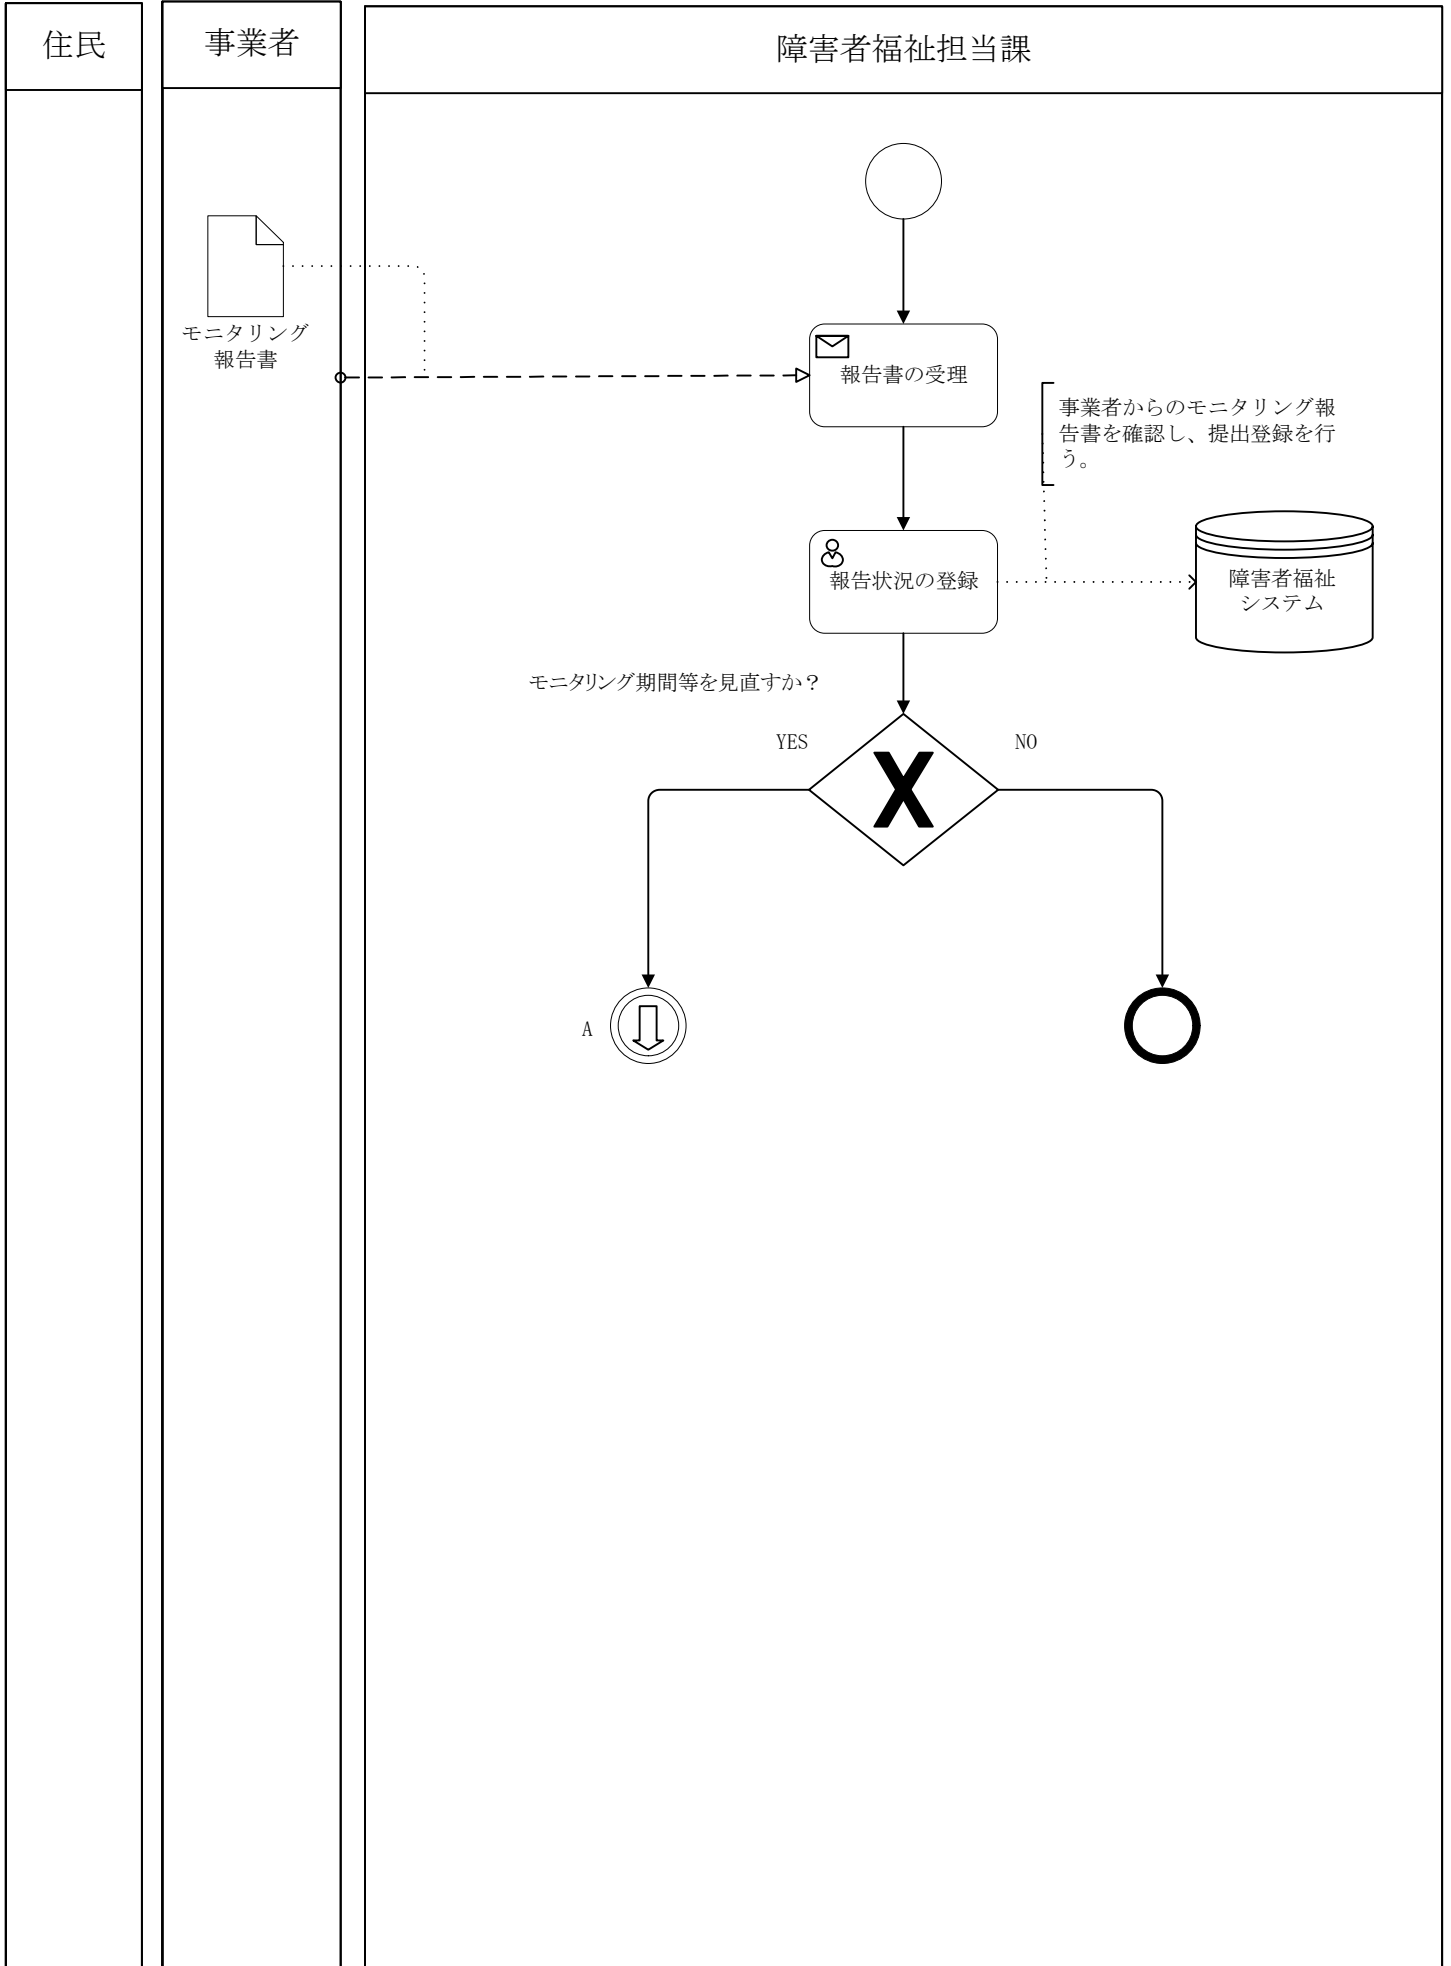 住民
事業者
障害者福祉担当課
モニタリング
報告書
報告書の受理
事業者からのモニタリング報
告書を確認し、提出登録を行
う。
報告状況の登録
障害者福祉
システム
モニタリング期間等を見直すか？
YES
NO
A